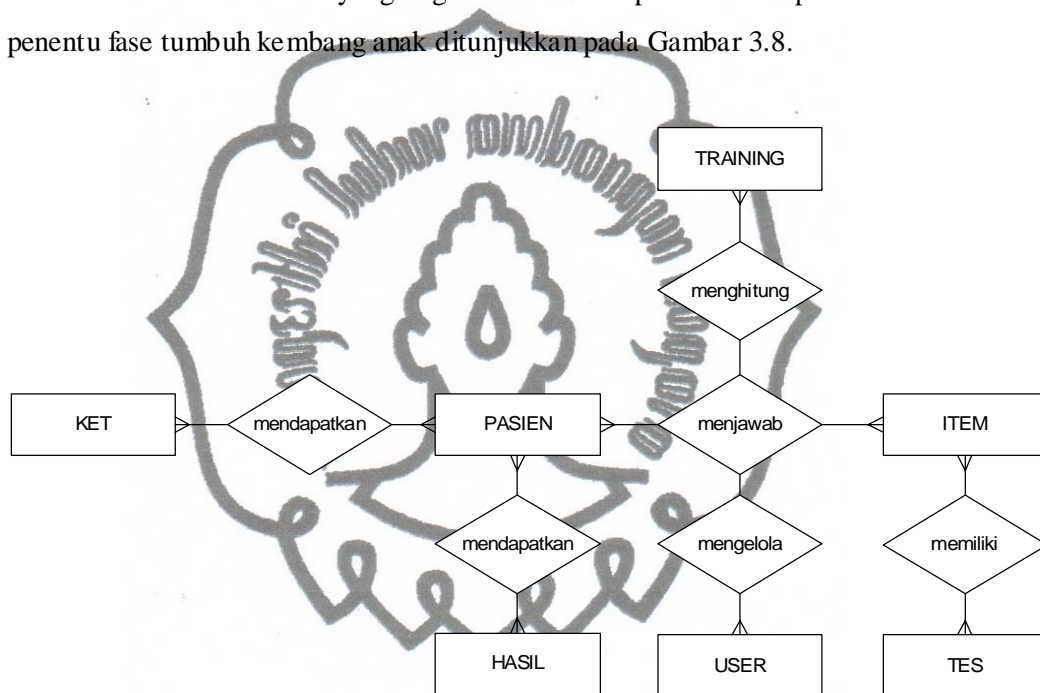 penentu fase tumbuh kembang anak ditunjukkan pada Gambar 3.8.
TRAINING
menghitung
KET
mendapatkan
PASIEN
menjawab
ITEM
mendapatkan
mengelola
memiliki
HASIL
USER
TES